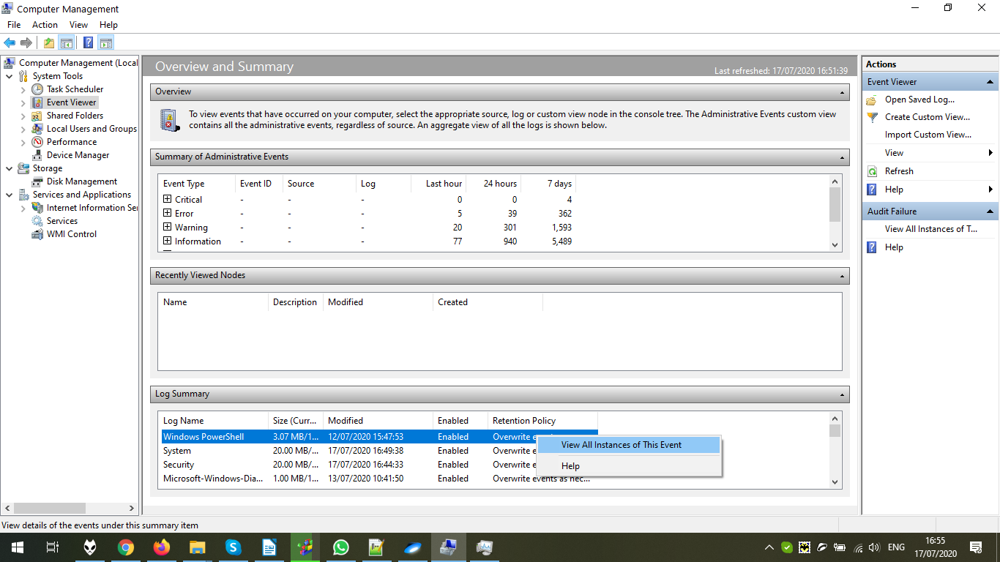 Computer Management
File Action View Help
Computer Management (Local
System Tools
Task Scheduler
Event Viewer
Shared Folders
Local Users and Groups
Performance
Device Manager
Storage
Disk Management
Services and Applications
Internet Information Ser
Services
WMI Control
Overview and Summary
Last refreshed: 17/07/2020 16:51:39
Overview
To view events that have occurred on your computer, select the appropriate source, log or custom view node in the console tree. The Administrative Events custom view
contains all the administrative events, regardless of source. An aggregate view of all the logs is shown below.
Summary of Administrative Events
Event Type Event ID Source Log Last hour 24 hours 7 days
Critical - - - 0 0 4
Error - - - 5 39 362
Warning - - - 20 301 1,593
Information - - - 77 940 5,489
Recently Viewed Nodes
Name Description Modified Created
Log Summary
Log Name Size (Curr... Modified Enabled Retention Policy
Windows PowerShell 3.07 MB/1... 12/07/2020 15:47:53 Enabled Overwrite
System 20.00 MB/... 17/07/2020 16:49:38 Enabled Overwrite
Security 20.00 MB/... 17/07/2020 16:44:33 Enabled Overwrite
Microsoft-Windows-Dia... 1.00 MB/1... 13/07/2020 10:41:50 Enabled Overwrite events as nec...
View All Instances of This Event
Help
Actions
Event Viewer
Open Saved Log...
Create Custom View...
Import Custom View...
View
Refresh
Help
Audit Failure
View All Instances of T...
Help
View details of the events under this summary item
ENG
16:55
17/07/2020